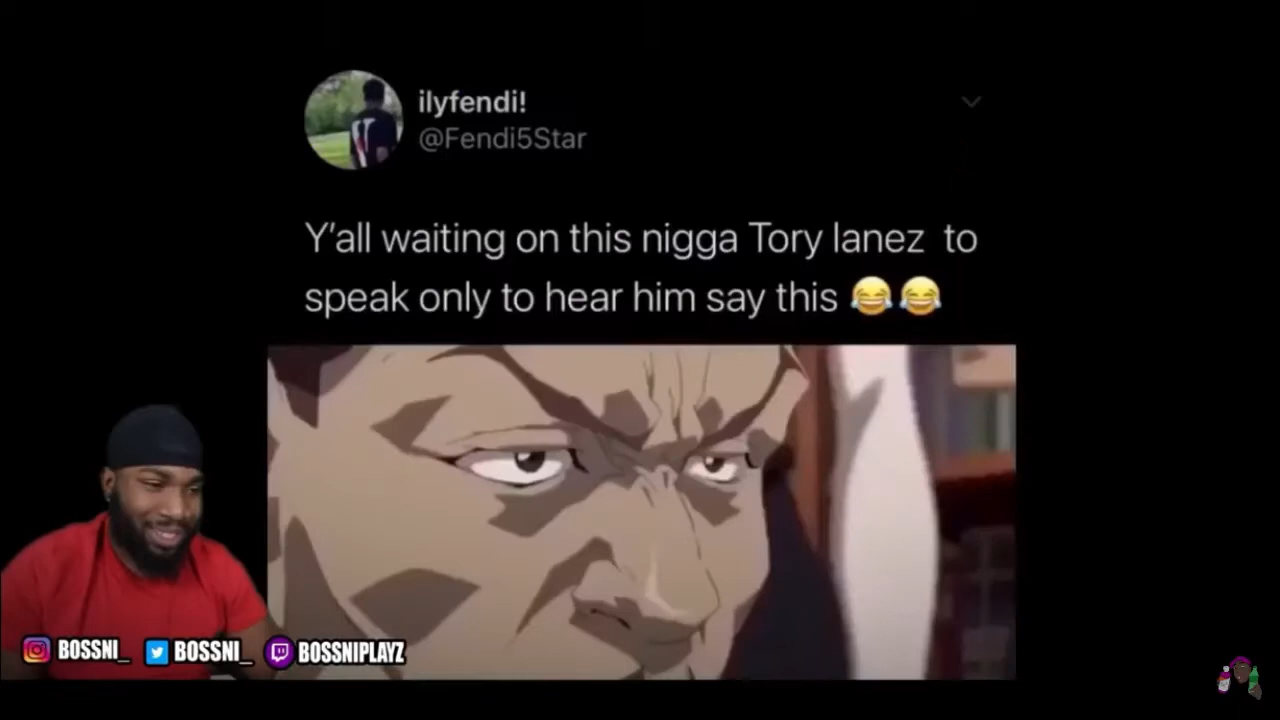 ilyfendi!
@Fendi5Star
Y'all waiting on this nigga Tory lanez to
speak only to hear him say this 😂😂
BOSSNI_ BOSSNI_ BOSSNIPLAYZ